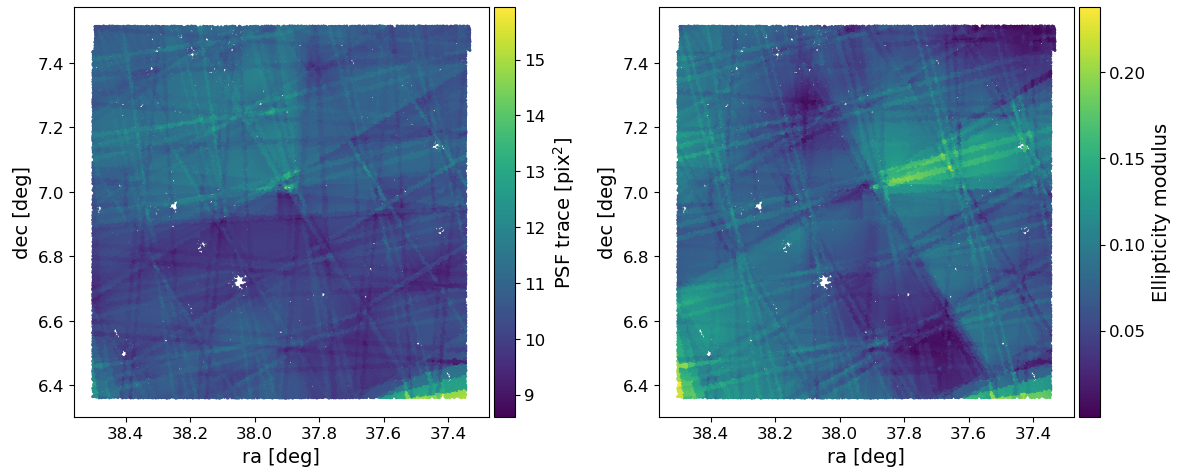 7.4
7.2
7.0
6.8
6.6
6.4
dec [deg]
38.4 38.2 38.0 37.8 37.6 37.4
ra [deg]
15
14
13
12
11
10
9
PSF trace [pix²]
7.4
7.2
7.0
6.8
6.6
6.4
dec [deg]
38.4 38.2 38.0 37.8 37.6 37.4
ra [deg]
0.20
0.15
0.10
0.05
Ellipticity modulus